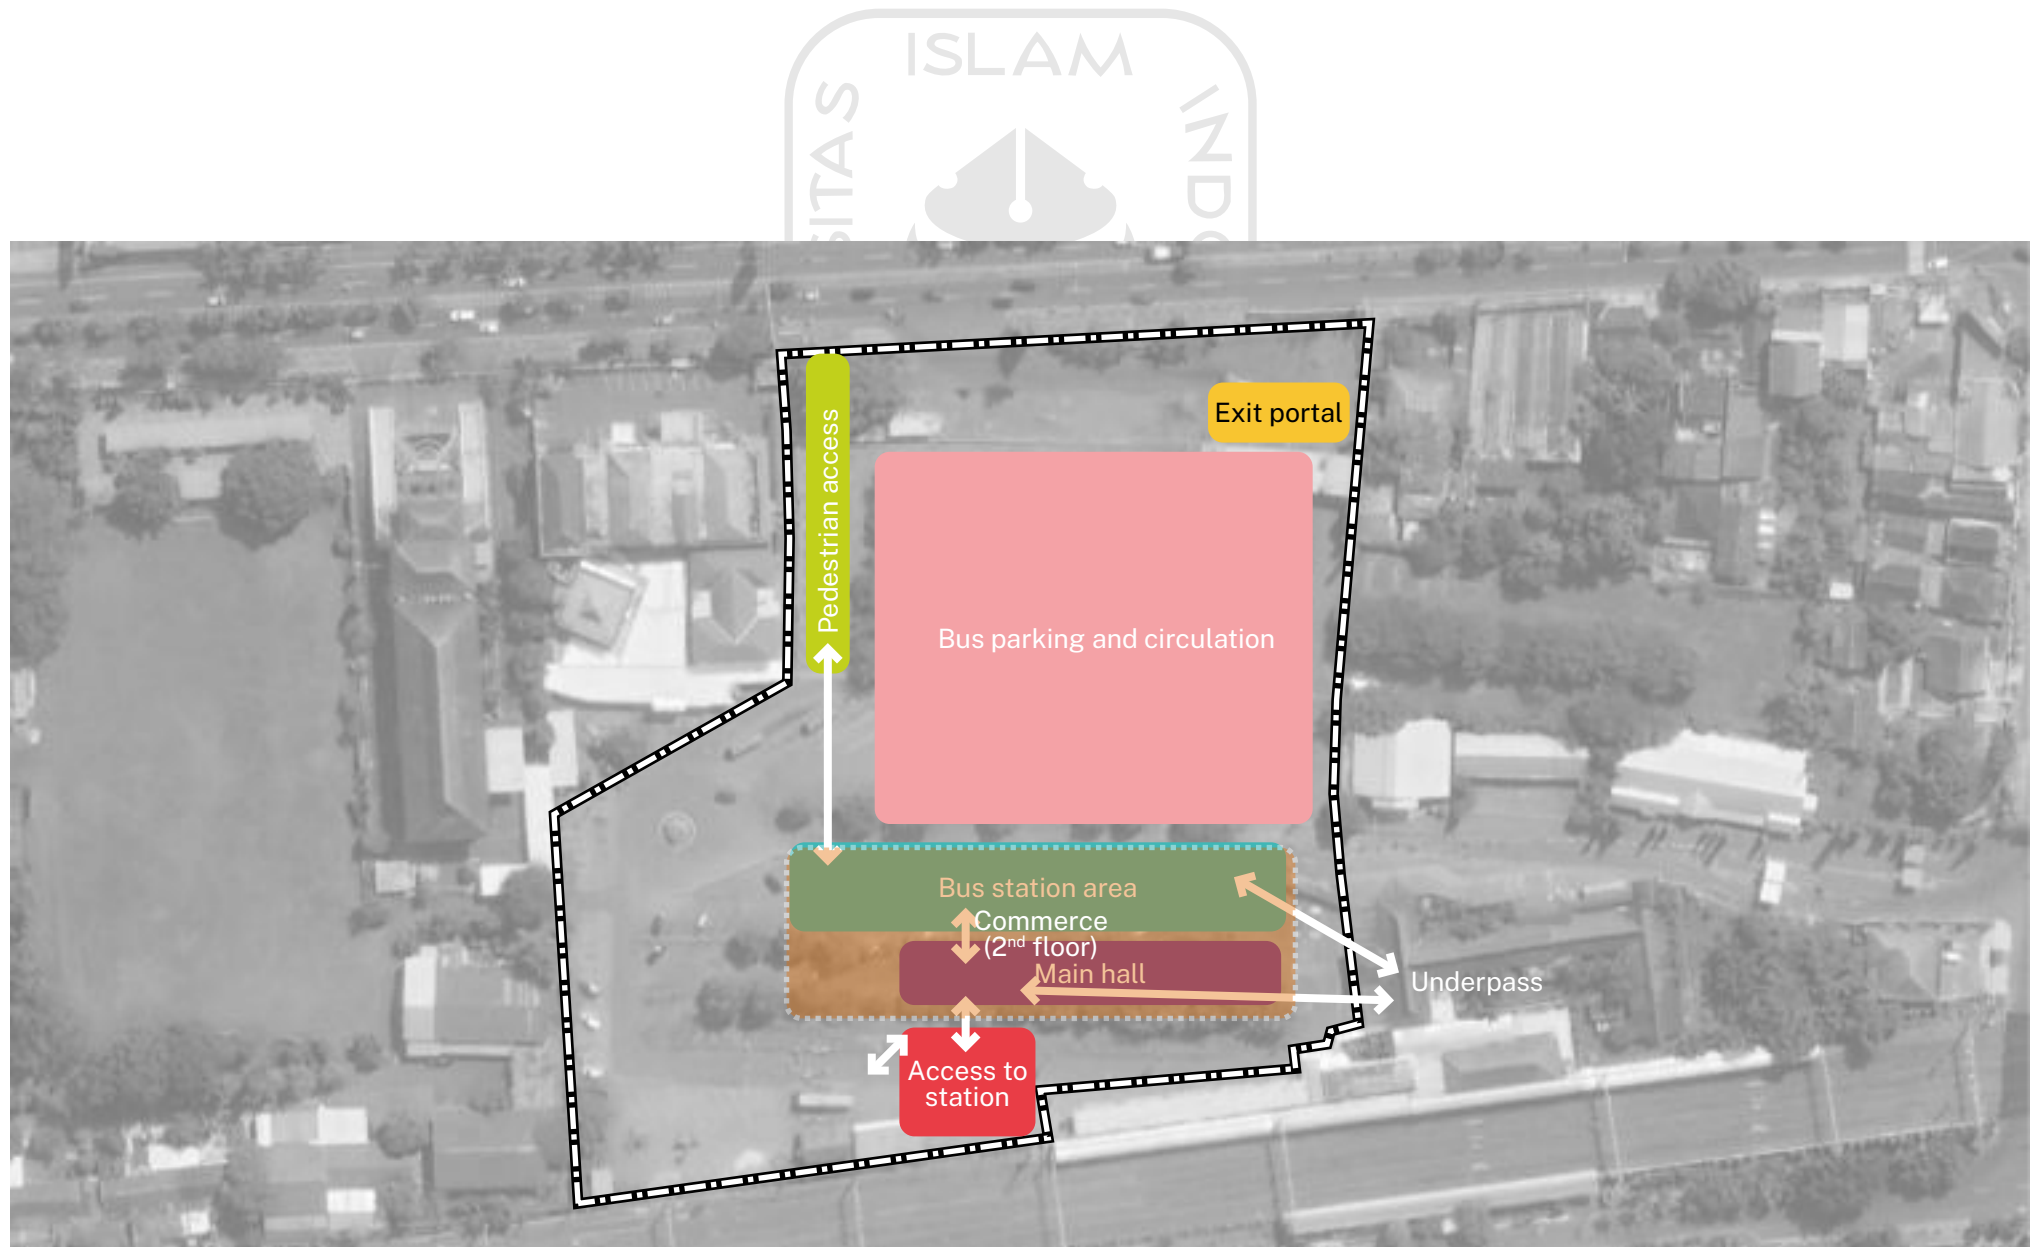 ISLAM
SITAS
INDO
Exit portal
Pedestrian access
Bus parking and circulation
Bus station area
Commerce
(2nd floor)
Main hall
Underpass
Access to
station